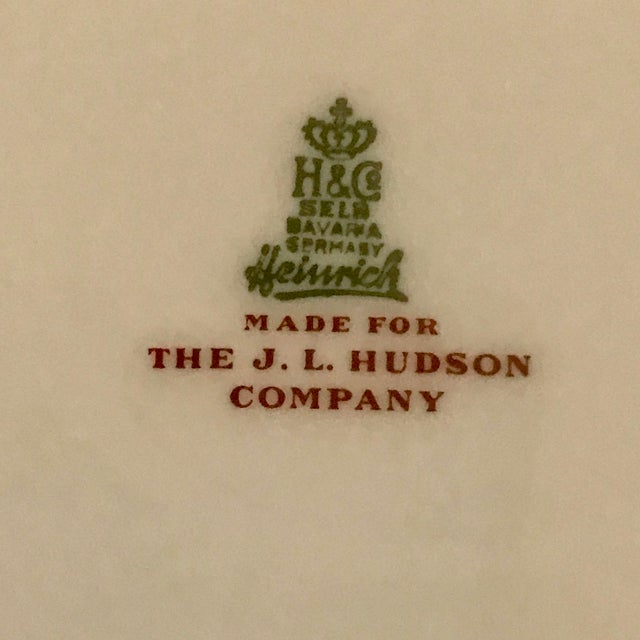 H&Co
SELB
BAVARIA
GERMANY
Heinrich
MADE FOR
THE J. L. HUDSON
COMPANY